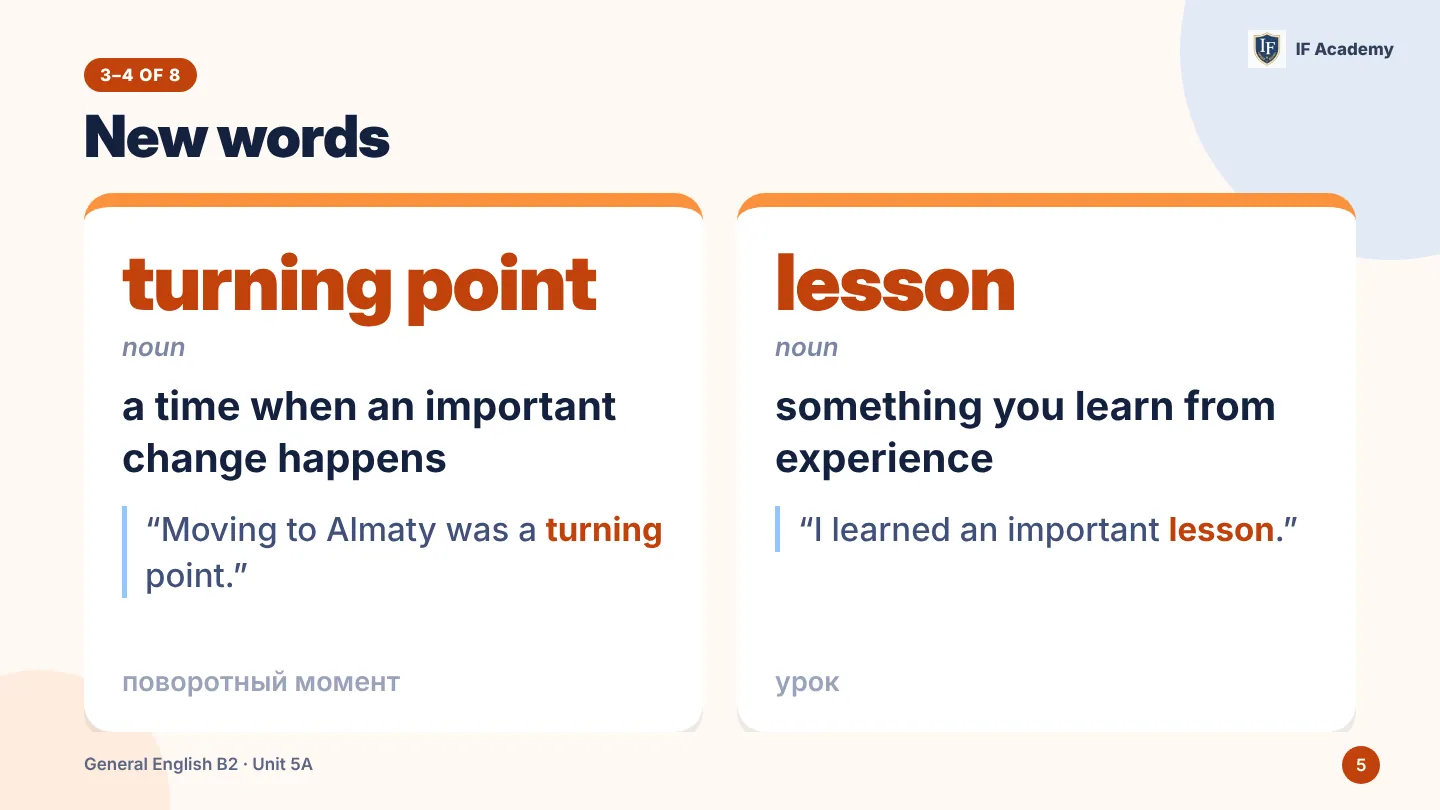 IF Academy
3–4 OF 8
New words
turning point
noun
a time when an important
change happens
“Moving to Almaty was a turning
point.”
поворотный момент
lesson
noun
something you learn from
experience
“I learned an important lesson.”
урок
General English B2 · Unit 5A
5